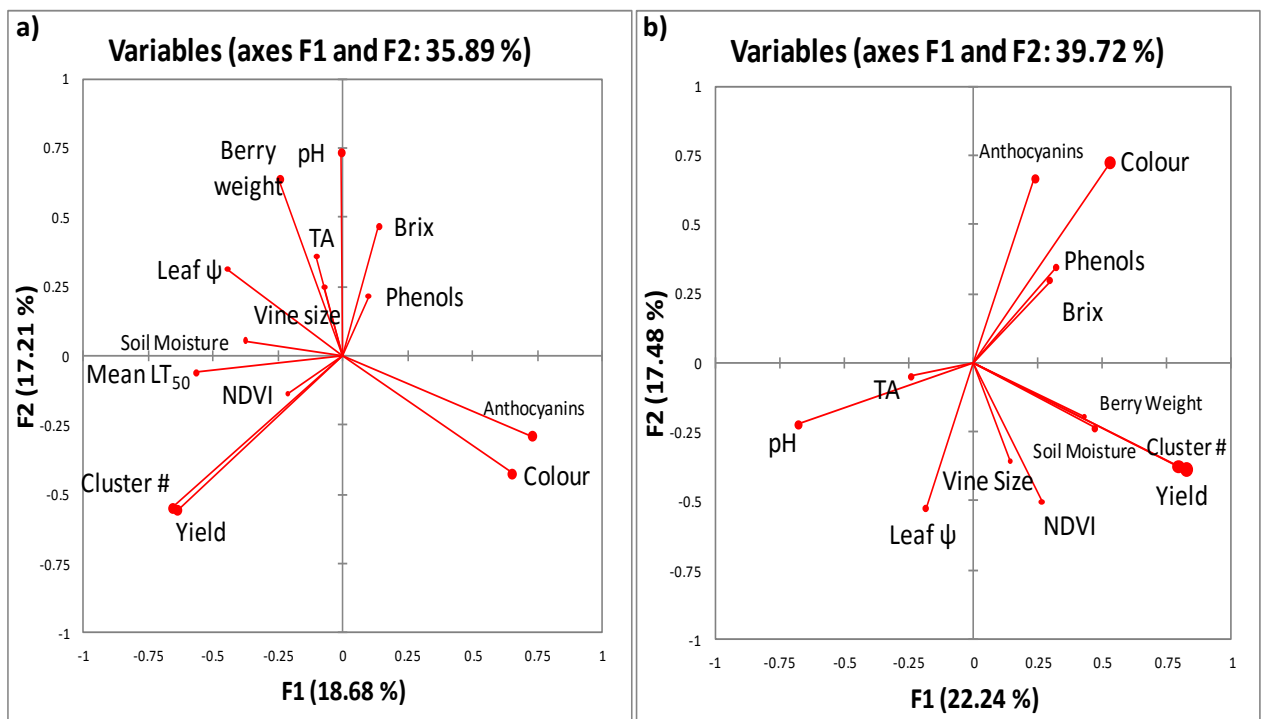 a)
Variables (axes F1 and F2: 35.89 %)
1
0.75
0.5
0.25
0
-0.25
-0.5
-0.75
-1
F2 (17.21 %)
Berry
weight
pH
TA
Brix
Leaf ψ
Phenols
Vine size
Soil Moisture
Mean LT50
NDVI
Anthocyanins
Colour
Cluster #
Yield
-1 -0.75 -0.5 -0.25 0 0.25 0.5 0.75 1
F1 (18.68 %)
b)
Variables (axes F1 and F2: 39.72 %)
1
0.75
0.5
0.25
0
-0.25
-0.5
-0.75
-1
F2 (17.48 %)
Anthocyanins
Colour
Phenols
Brix
TA
pH
Berry Weight
Soil Moisture
Cluster #
Vine Size
Yield
Leaf ψ
NDVI
-1 -0.75 -0.5 -0.25 0 0.25 0.5 0.75 1
F1 (22.24 %)